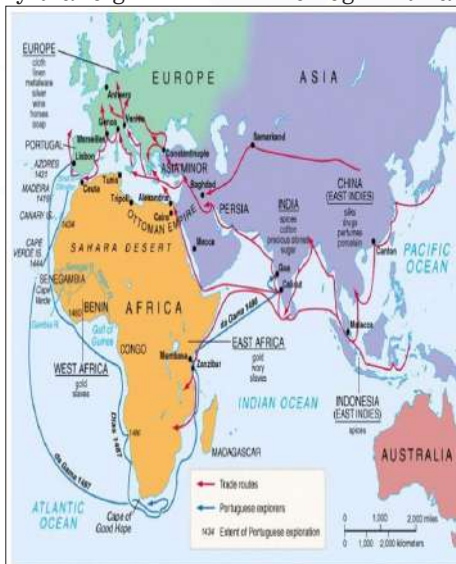 EUROPE
cloth
linen
metalware
silver
wine
horses
soap
EUROPE
ASIA
Antwerp
Genoa
Venice
Marseilles
PORTUGAL
Lisbon
Constantinople
ASIA MINOR
Samarkand
AZORES
1431
MADEIRA
1419
CANARY IS.
1434
CAPE
VERDE IS.
1444
Ceuta
Tunis
Tripoli
Alexandria
Cairo
OTTOMAN EMPIRE
Baghdad
PERSIA
Mecca
INDIA
spices
cotton
precious stones
sugar
Goa
Calicut
CHINA
(EAST INDIES)
silks
drugs
perfumes
porcelain
Canton
PACIFIC
OCEAN
SAHARA DESERT
SENEGAMBIA
Cape
Verde
Gambia R.
1460
BENIN
Gulf of
Guinea
AFRICA
WEST AFRICA
gold
slaves
CONGO
EAST AFRICA
gold
ivory
slaves
Mombasa
Zanzibar
da Gama 1498
Malacca
INDONESIA
(EAST INDIES)
spices
INDIAN OCEAN
MADAGASCAR
AUSTRALIA
Dias 1487
da Gama 1497
ATLANTIC
OCEAN
Cape of
Good Hope
Trade routes
Portuguese explorers
1434 Extent of Portuguese exploration
0 1,000 2,000 miles
0 1,000 2,000 kilometers